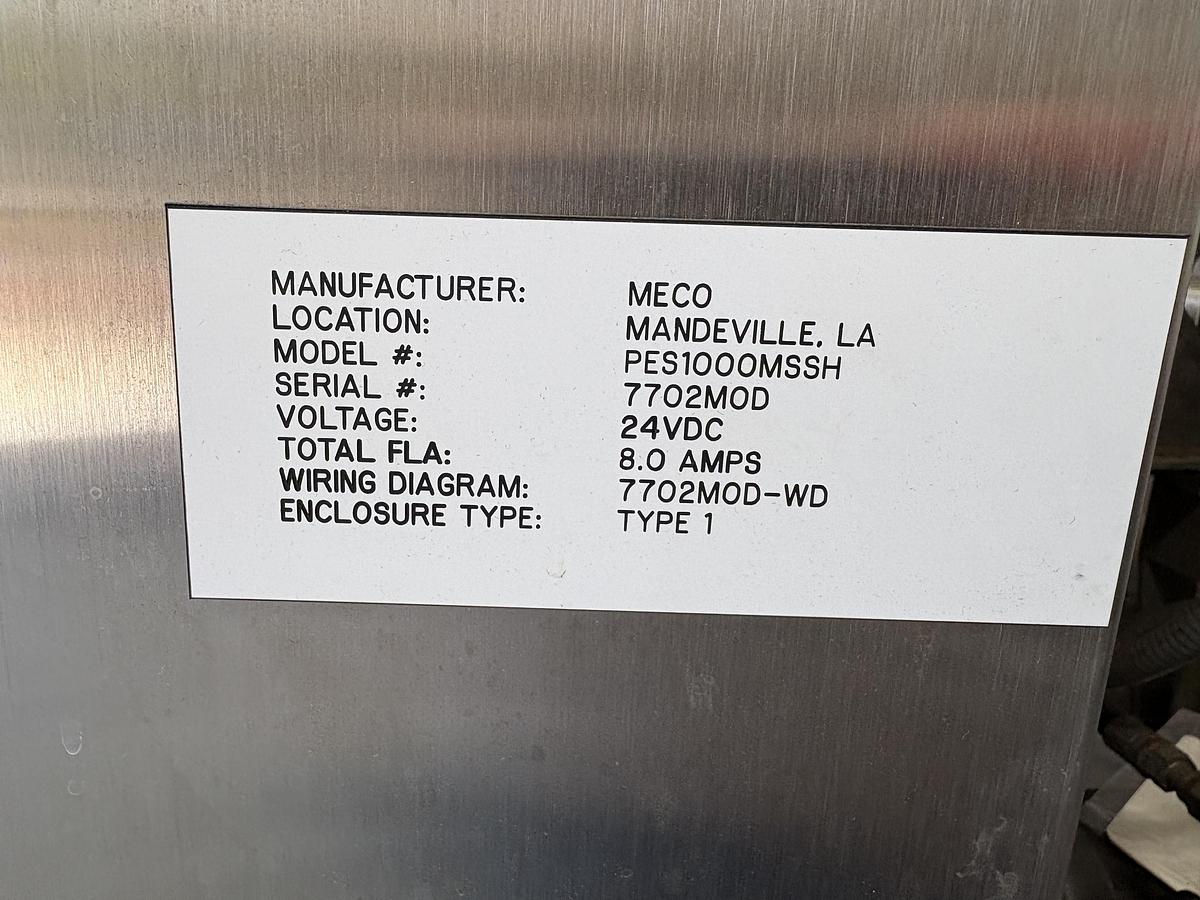 MANUFACTURER: MECO
LOCATION: MANDEVILLE, LA
MODEL #: PES1000MSSH
SERIAL #: 7702MOD
VOLTAGE: 24VDC
TOTAL FLA: 8.0 AMPS
WIRING DIAGRAM: 7702MOD-WD
ENCLOSURE TYPE: TYPE 1